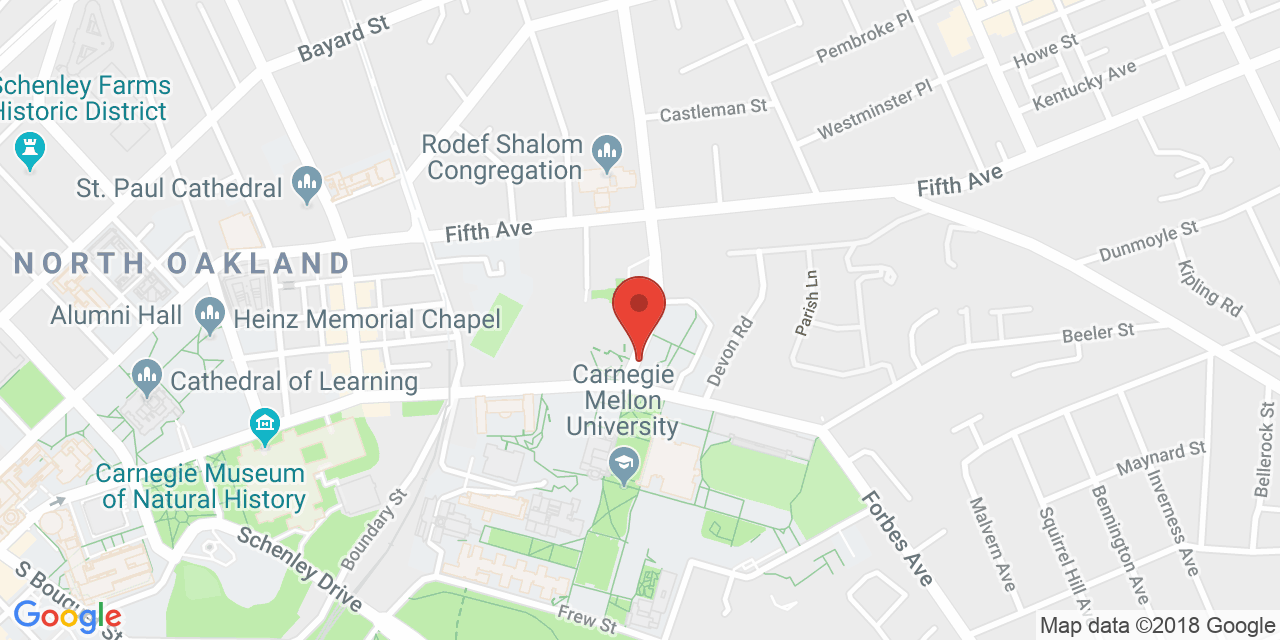 Bayard St
Pembroke Pl
Howe St
Kentucky Ave
Schenley Farms
Historic District
Castleman St
Westminster Pl
Rodef Shalom
Congregation
St. Paul Cathedral
Fifth Ave
Fifth Ave
NORTH OAKLAND
Dunmoyle St
Kipling Rd
Parish Ln
Alumni Hall
Heinz Memorial Chapel
Beeler St
Devon Rd
Cathedral of Learning
Carnegie
Mellon
University
Carnegie Museum
of Natural History
Bellerock St
Maynard St
Boundary St
Forbes Ave
Malvern Ave
Squirrel Hill Av
Bennington Ave
Inverness Ave
Schenley Drive
S Bouquet St
Frew St
Google
Map data ©2018 Google